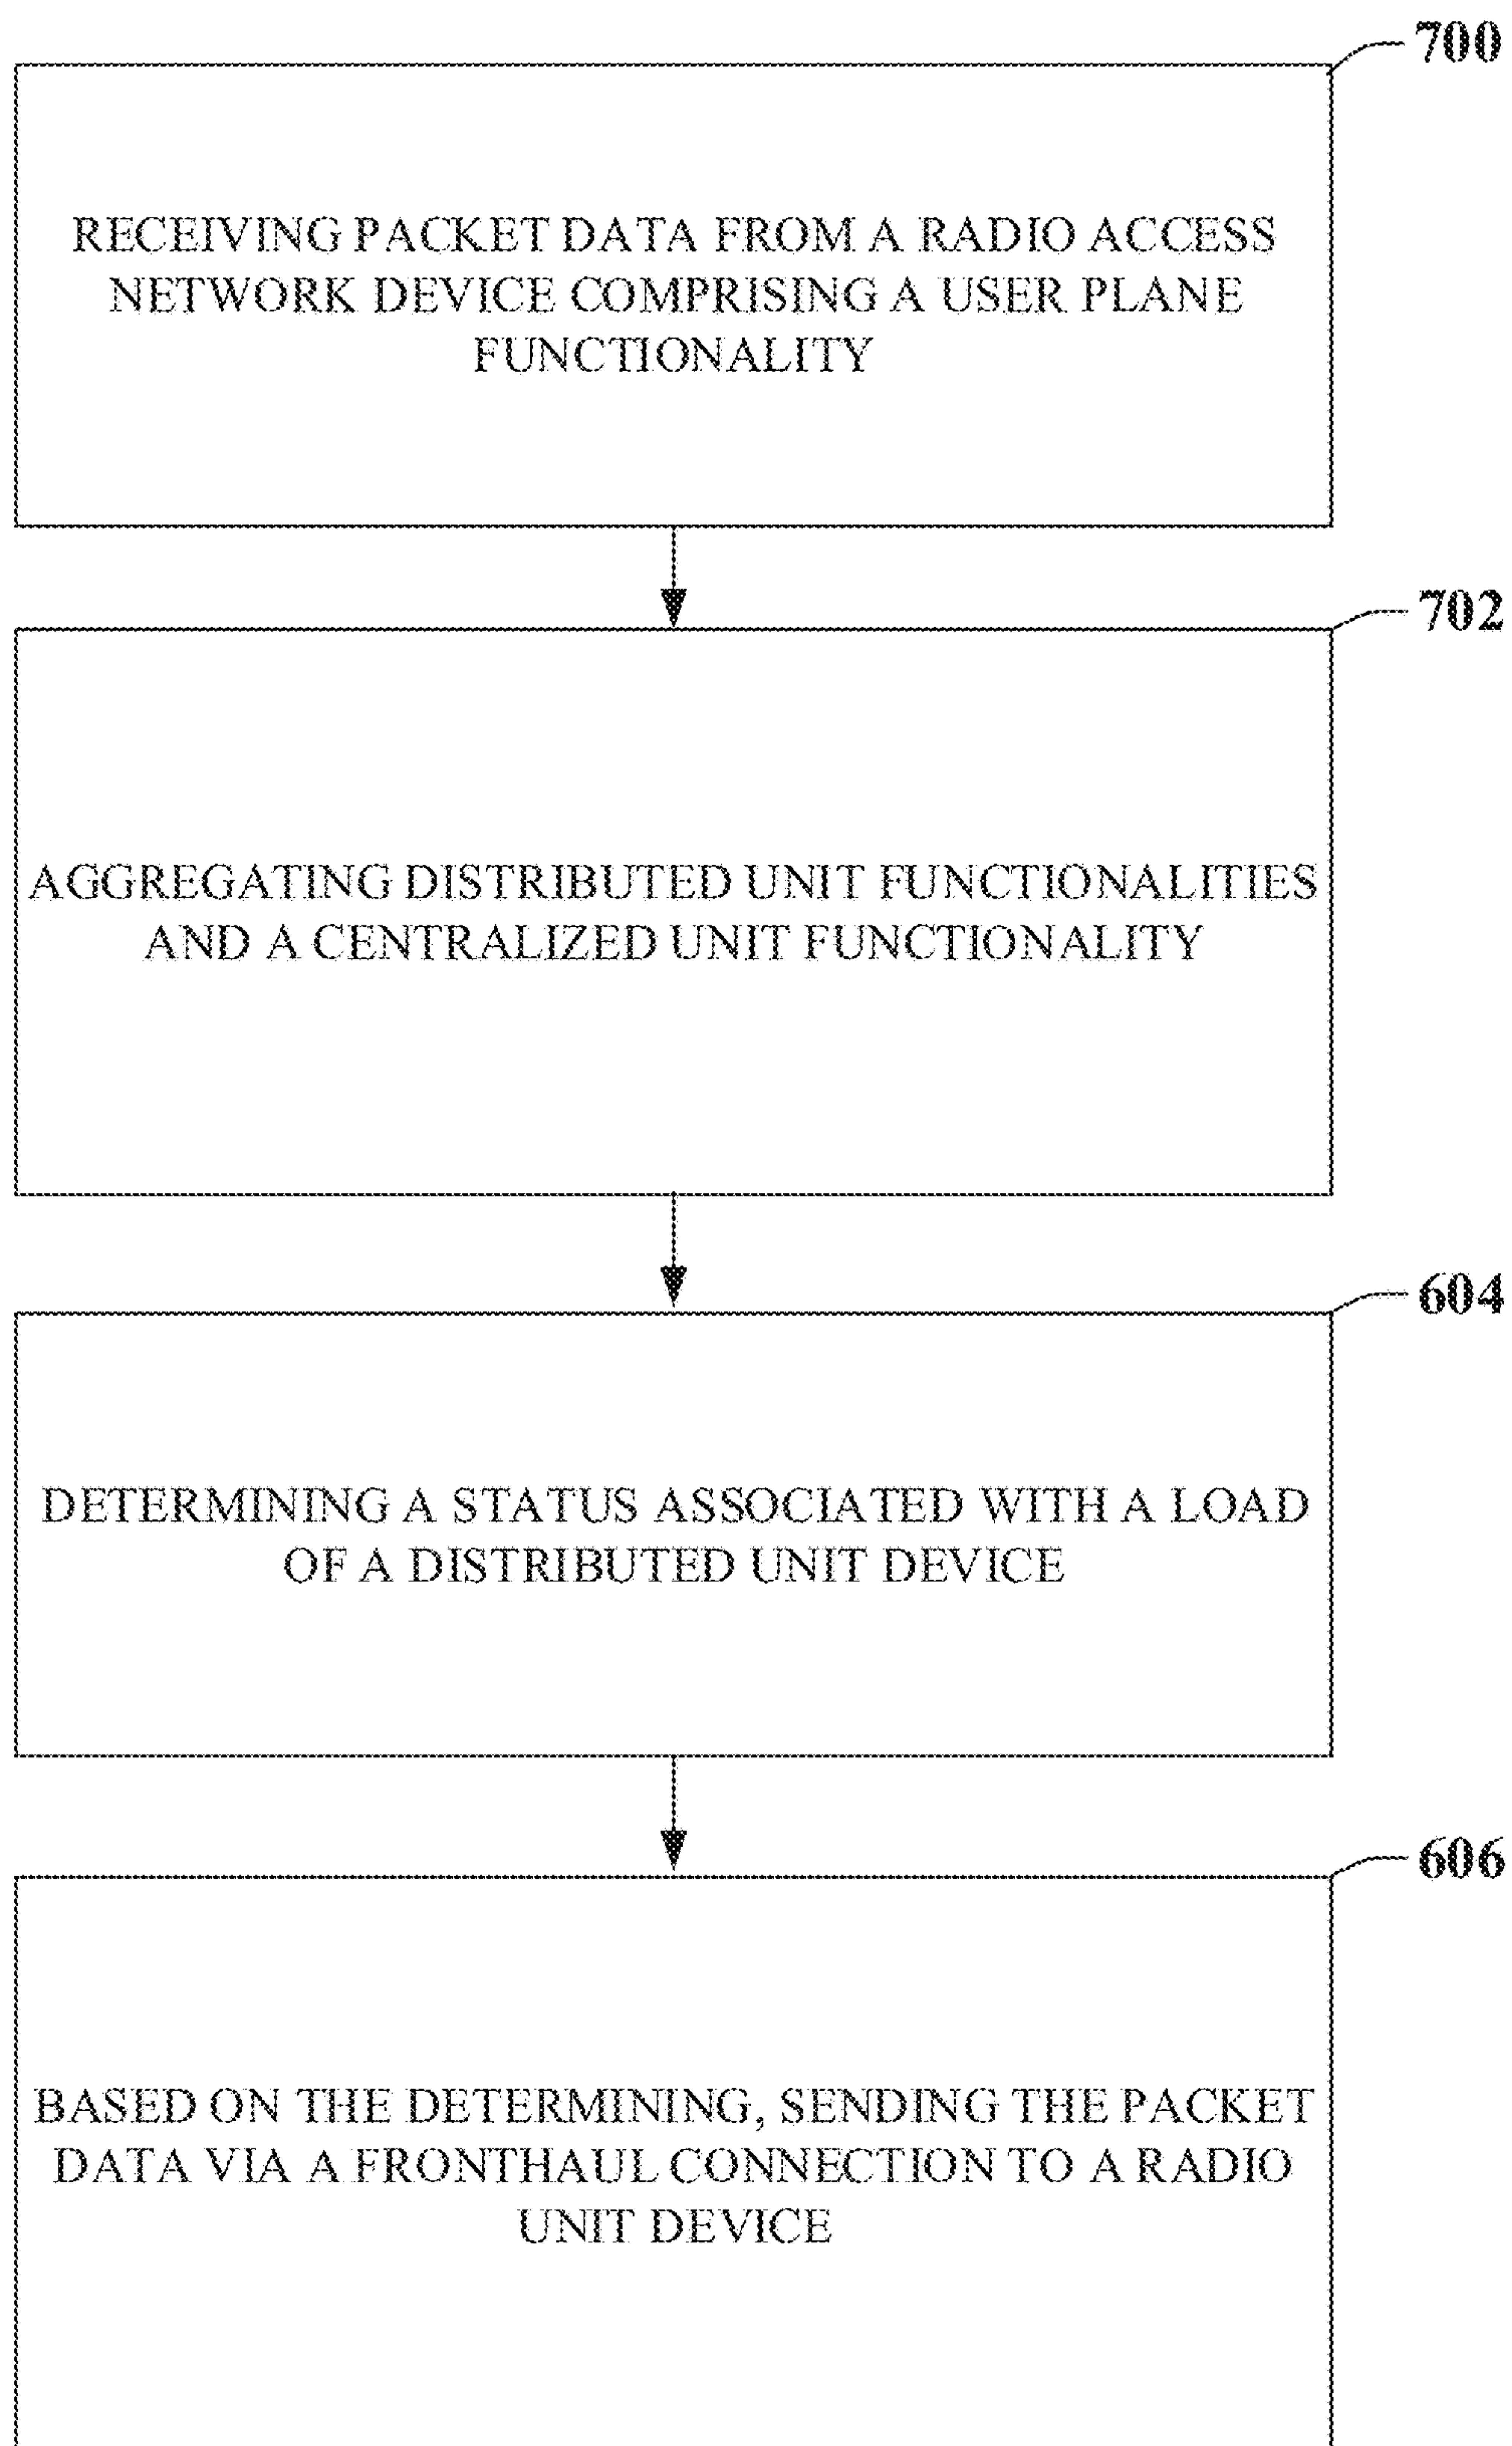 700
RECEIVING PACKET DATA FROM A RADIO ACCESS
NETWORK DEVICE COMPRISING A USER PLANE
FUNCTIONALITY
702
AGGREGATING DISTRIBUTED UNIT FUNCTIONALITIES
AND A CENTRALIZED UNIT FUNCTIONALITY
604
DETERMINING A STATUS ASSOCIATED WITH A LOAD
OF A DISTRIBUTED UNIT DEVICE
606
BASED ON THE DETERMINING, SENDING THE PACKET
DATA VIA A FRONTHAUL CONNECTION TO A RADIO
UNIT DEVICE